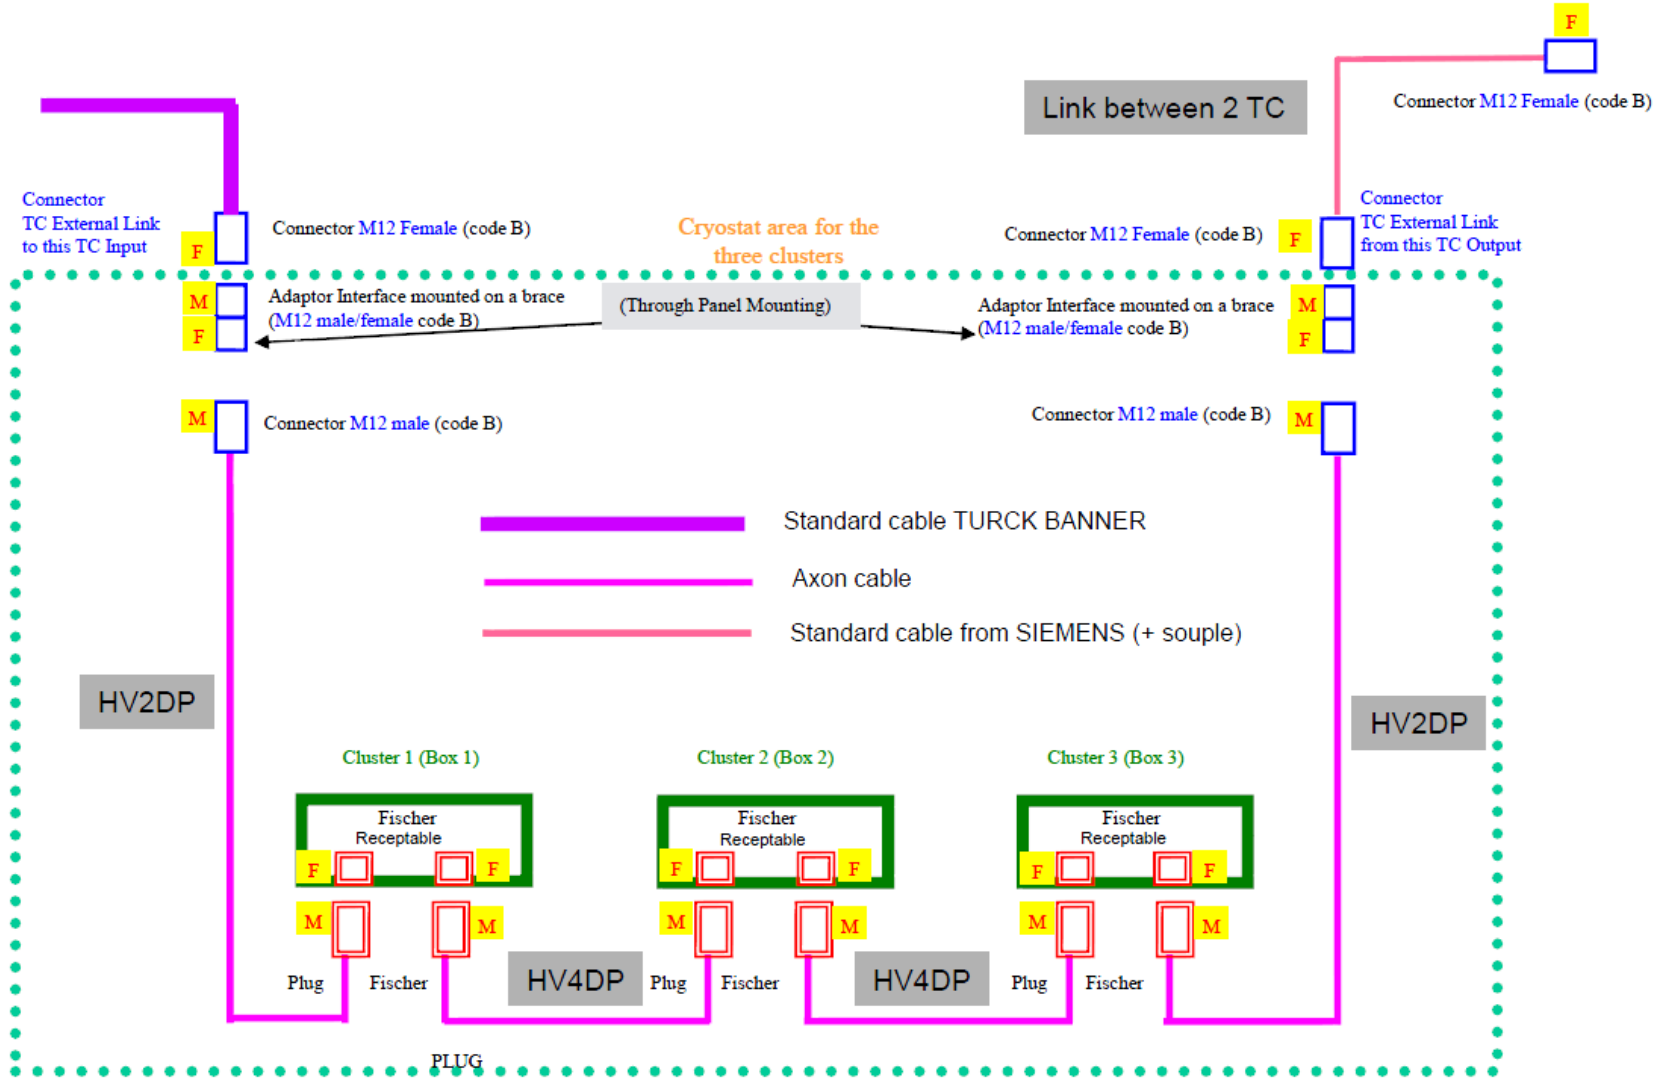 F
Connector M12 Female (code B)
Link between 2 TC
Connector
TC External Link
to this TC Input
F
Connector M12 Female (code B)
Cryostat area for the
three clusters
Connector M12 Female (code B)
F
Connector
TC External Link
from this TC Output
M
F
Adaptor Interface mounted on a brace
(M12 male/female code B)
(Through Panel Mounting)
Adaptor Interface mounted on a brace
(M12 male/female code B)
M
F
M
Connector M12 male (code B)
Connector M12 male (code B)
M
Standard cable TURCK BANNER
Axon cable
Standard cable from SIEMENS (+ souple)
HV2DP
HV2DP
Cluster 1 (Box 1)
Cluster 2 (Box 2)
Cluster 3 (Box 3)
Fischer
Receptable
F
F
Fischer
Receptable
F
F
Fischer
Receptable
F
F
M
M
M
M
M
M
Plug
Fischer
HV4DP
Plug
Fischer
HV4DP
Plug
Fischer
PLUG